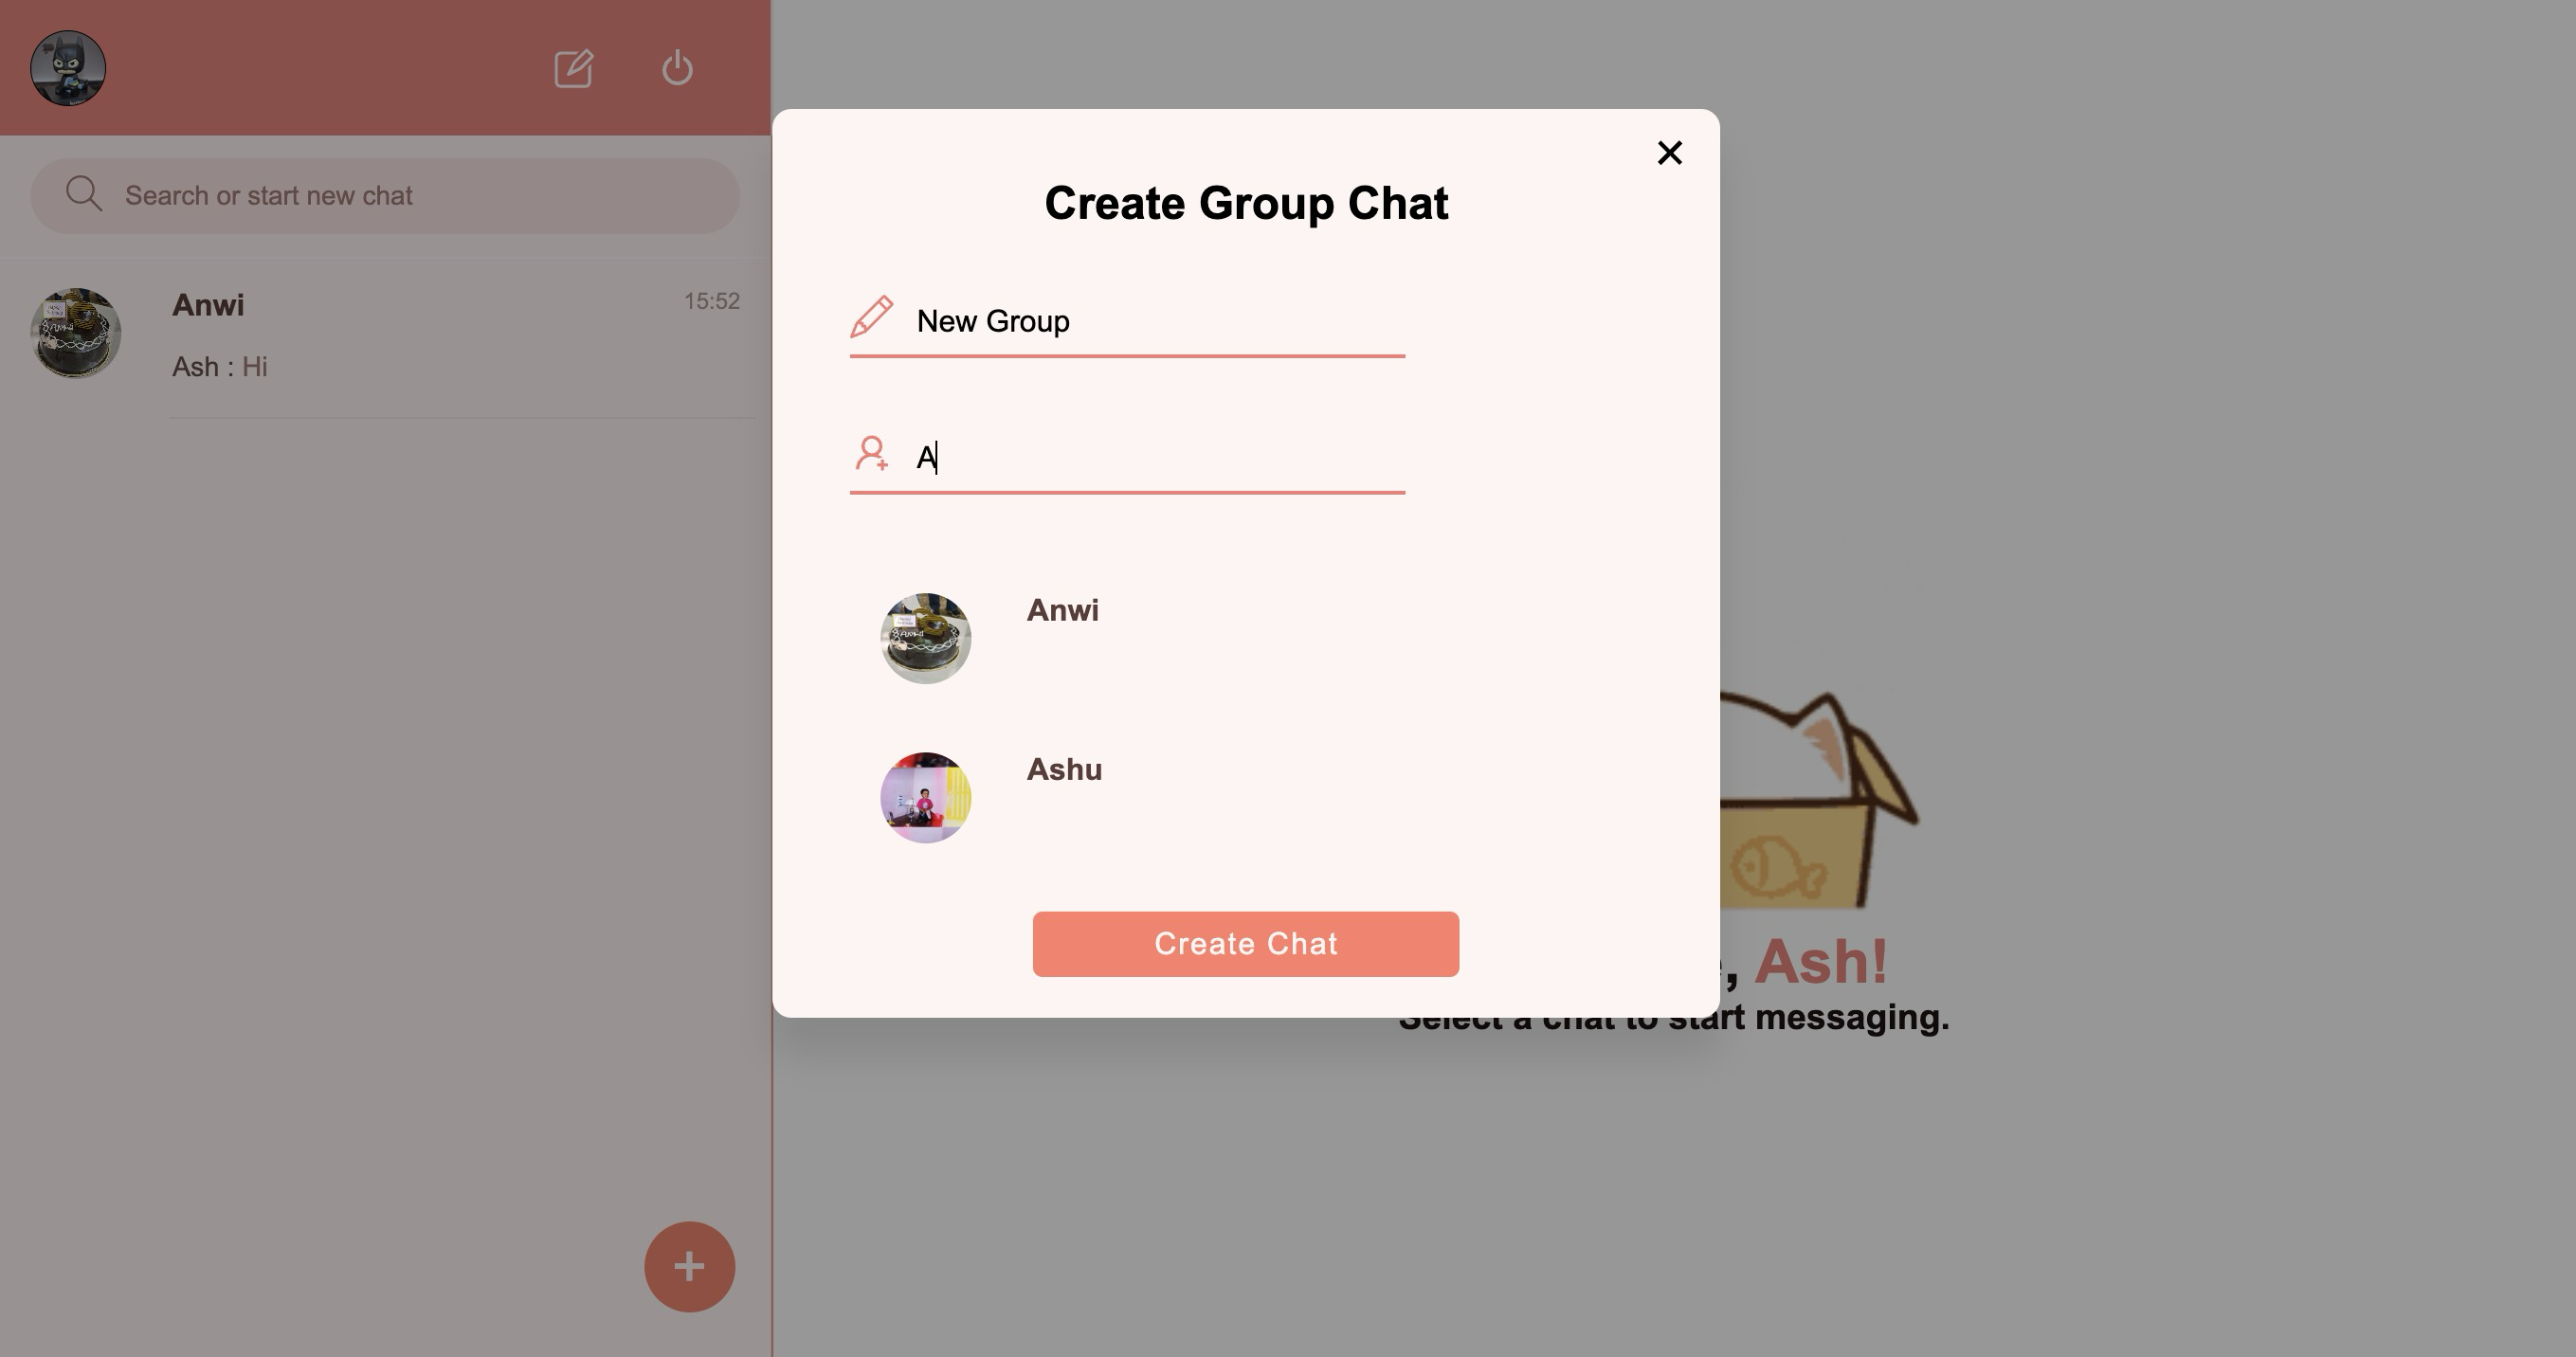 Search or start new chat
Anwi
15:52
Ash : Hi
Create Group Chat
New Group
A
Anwi
Ashu
Create Chat
, Ash!
Select a chat to start messaging.